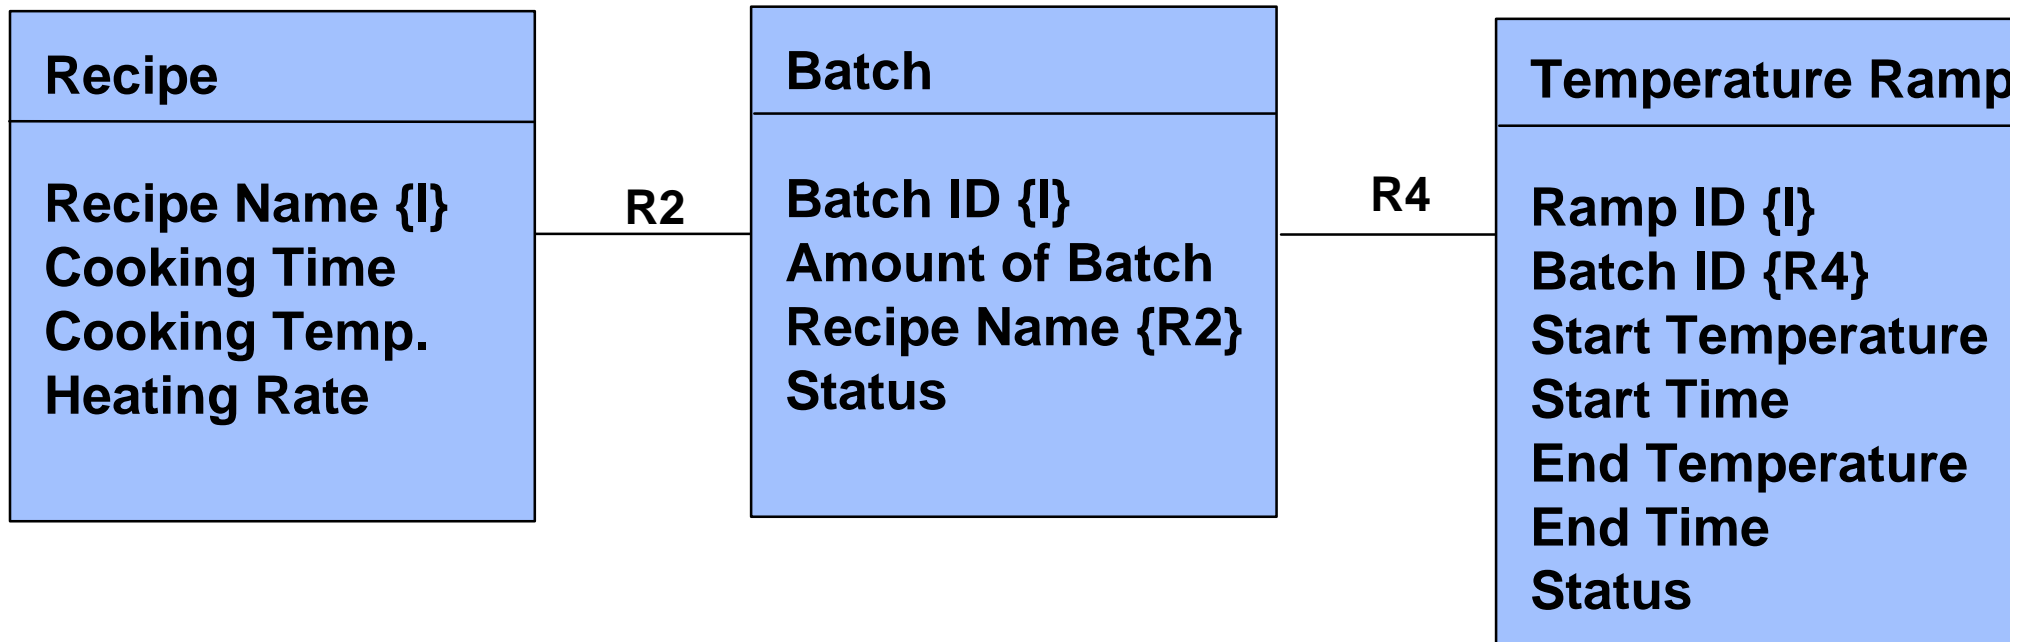 Recipe
Recipe Name {I}
Cooking Time
Cooking Temp.
Heating Rate
R2
Batch
Batch ID {I}
Amount of Batch
Recipe Name {R2}
Status
R4
Temperature Ramp
Ramp ID {I}
Batch ID {R4}
Start Temperature
Start Time
End Temperature
End Time
Status